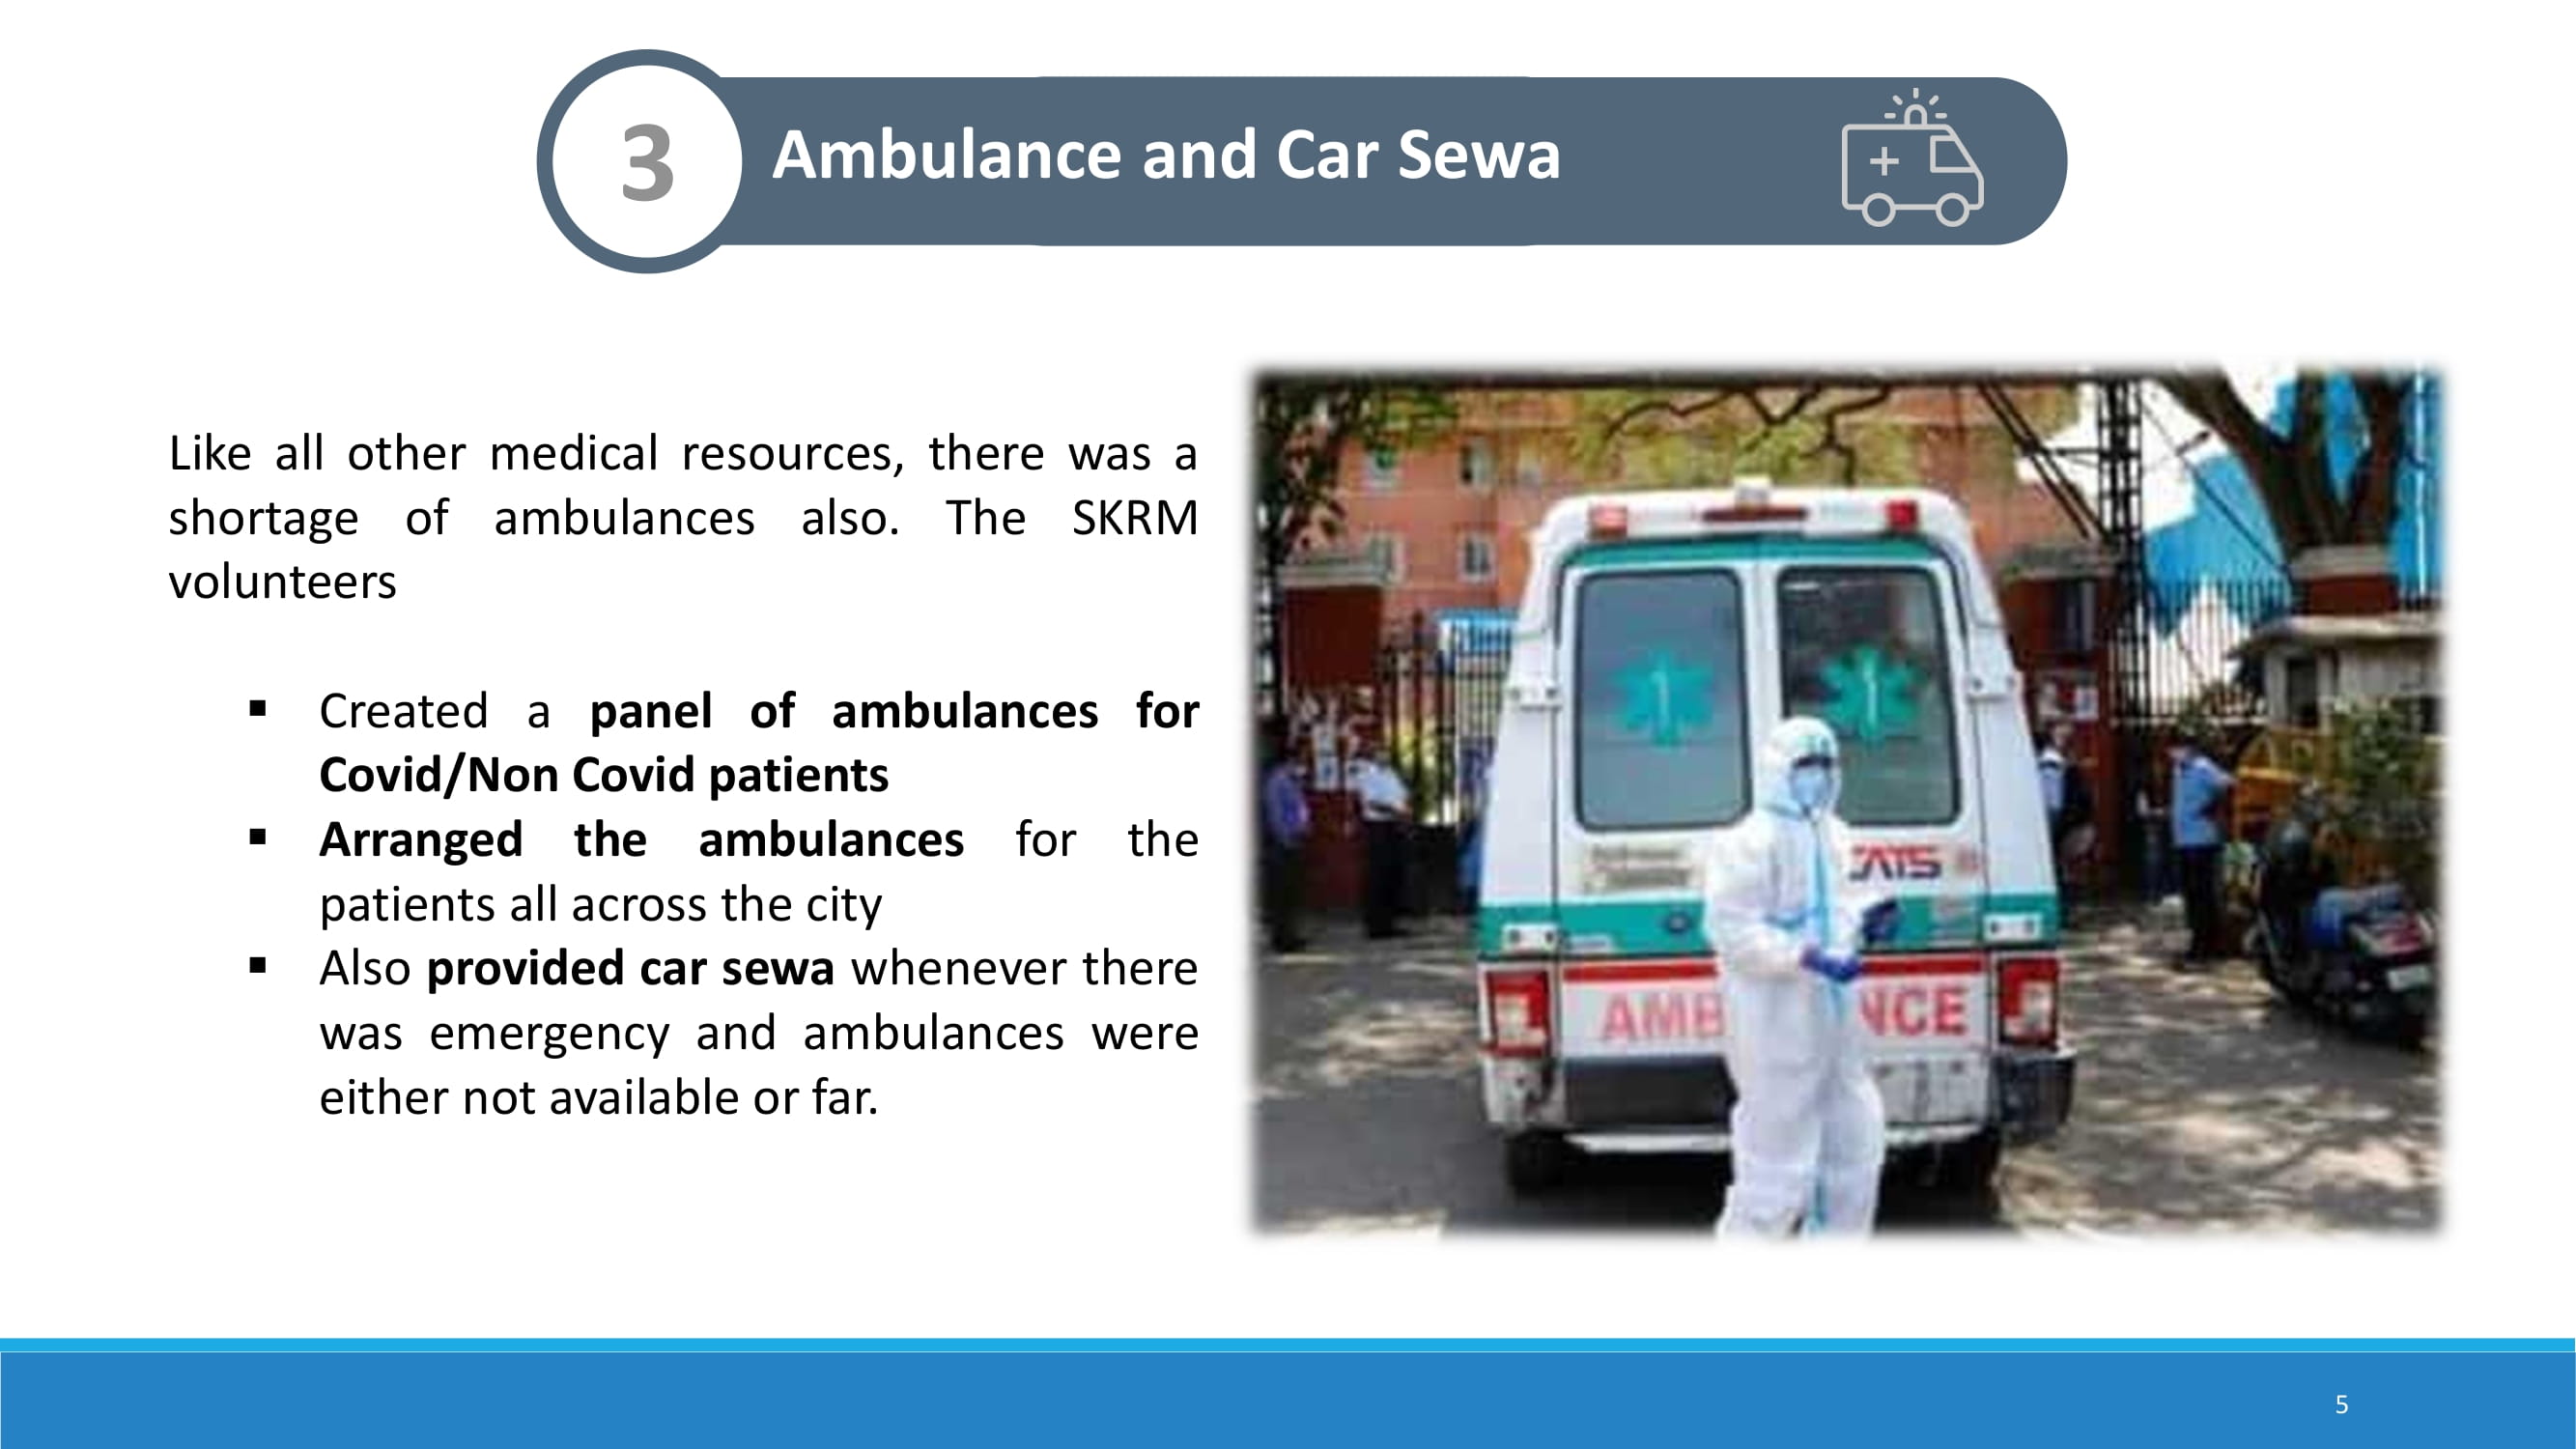 3
Ambulance and Car Sewa
Like all other medical resources, there was a
shortage of ambulances also. The SKRM
volunteers
▪ Created a panel of ambulances for
Covid/Non Covid patients
▪ Arranged the ambulances for the
patients all across the city
▪ Also provided car sewa whenever there
was emergency and ambulances were
either not available or far.
CATS
AMB NCE
5